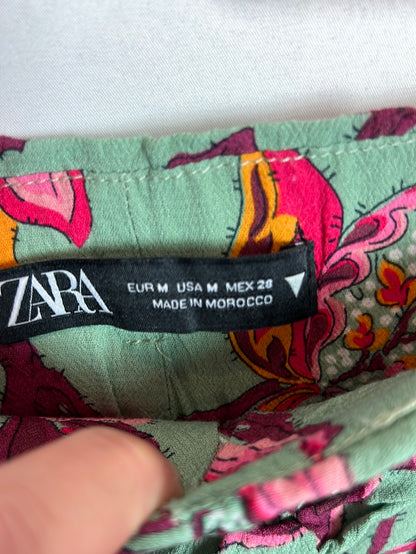 ZARA
EUR M USA M MEX 28
MADE IN MOROCCO